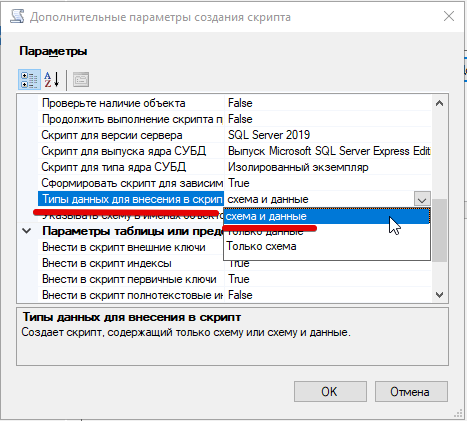 Дополнительные параметры создания скрипта
Параметры
Проверьте наличие объекта False
Продолжить выполнение скрипта п False
Скрипт для версии сервера SQL Server 2019
Скрипт для выпуска ядра СУБД Выпуск Microsoft SQL Server Express Edit
Скрипт для типа ядра СУБД Изолированный экземпляр
Сформировать скрипт для зависим True
Типы данных для внесения в скрип схема и данные
Указывать схему в именах объекто
схема и данные
Только данные
Только схема
Параметры таблицы или пред
Внести в скрипт внешние ключи
Внести в скрипт индексы True
Внести в скрипт первичные ключи True
Внести в скрипт полнотекстовые ин False
Типы данных для внесения в скрипт
Создает скрипт, содержащий только схему или схему и данные.
OK Отмена